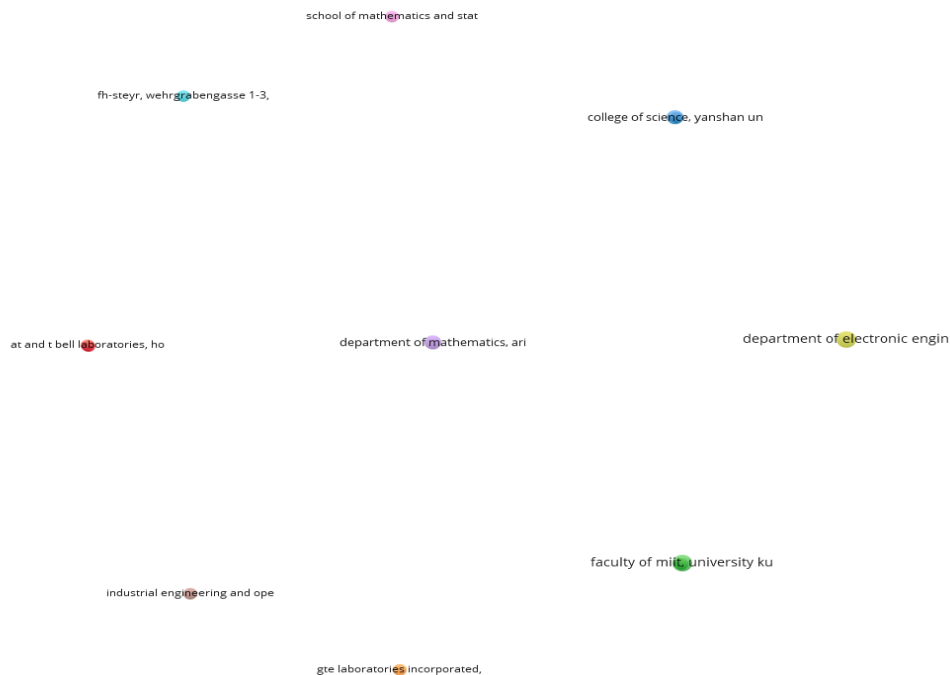 school of mathematics and stat
fh-steyr, wehrgrabengasse 1-3,
college of science, yanshan un
at and t bell laboratories, ho
department of mathematics, ari
department of electronic engin
faculty of miit, university ku
industrial engineering and ope
gte laboratories incorporated,